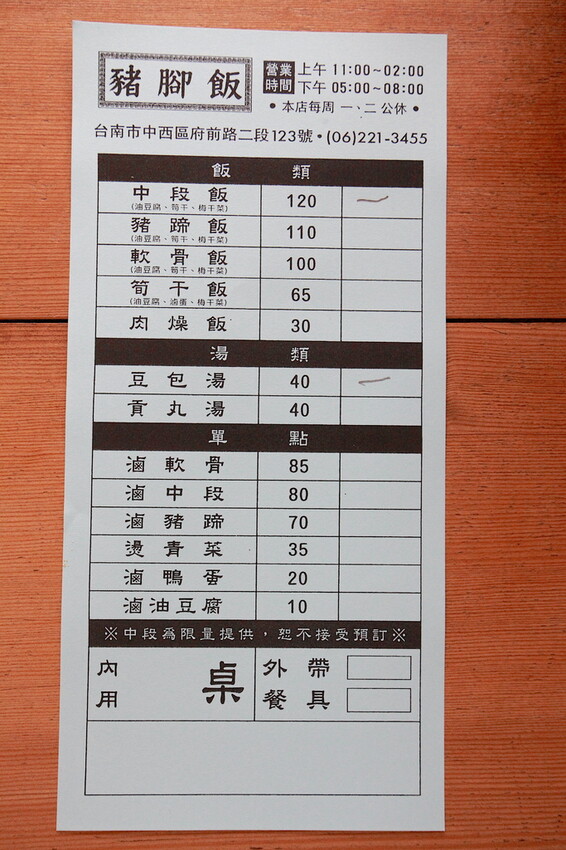 豬腳飯
營業時間 上午 11:00~02:00
下午 05:00~08:00
• 本店每周 一、二 公休 •
台南市中西區府前路二段123號 • (06)221-3455
飯 類
中段飯 120
(油豆腐、筍干、梅干菜)
豬蹄飯 110
(油豆腐、筍干、梅干菜)
軟骨飯 100
(油豆腐、筍干、梅干菜)
筍干飯 65
(油豆腐、滷蛋、梅干菜)
肉燥飯 30
湯 類
豆包湯 40
貢丸湯 40
單 點
滷軟骨 85
滷中段 80
滷豬蹄 70
燙青菜 35
滷鴨蛋 20
滷油豆腐 10
※中段為限量提供，恕不接受預訂※
內用 桌 外帶
餐具